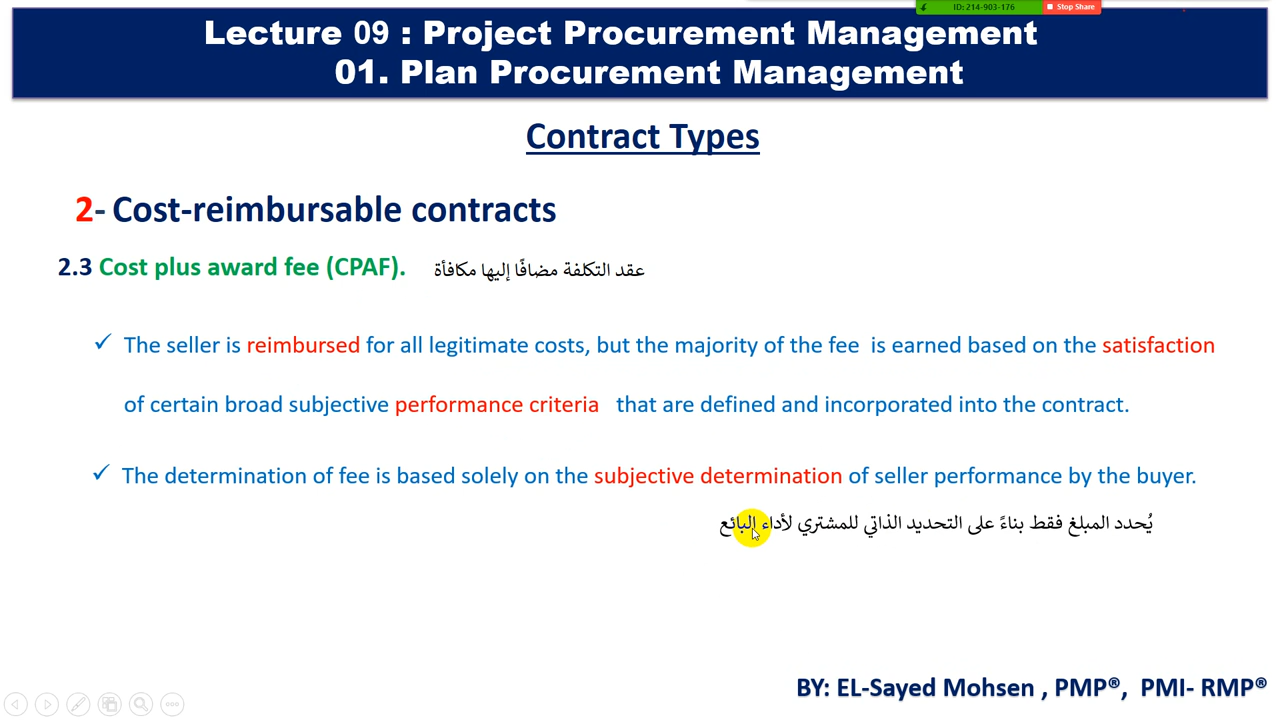 ID: 214-903-176 Stop Share
Lecture 09 : Project Procurement Management
01. Plan Procurement Management
Contract Types
2- Cost-reimbursable contracts
2.3 Cost plus award fee (CPAF). عقد التكلفة مضافًا إليها مكافأة
✓ The seller is reimbursed for all legitimate costs, but the majority of the fee is earned based on the satisfaction
of certain broad subjective performance criteria that are defined and incorporated into the contract.
✓ The determination of fee is based solely on the subjective determination of seller performance by the buyer.
يُحدد المبلغ فقط بناءً على التحديد الذاتي للمشتري لأداء البائع
BY: EL-Sayed Mohsen , PMP®, PMI- RMP®